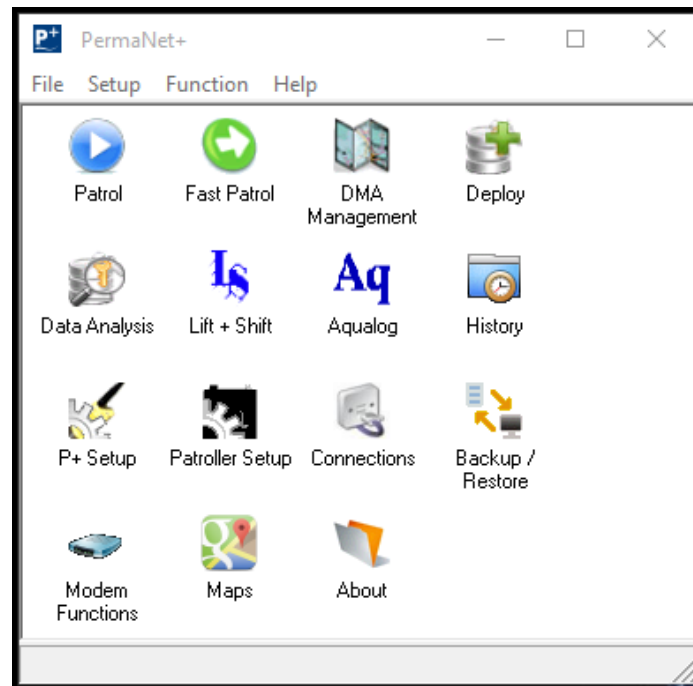 P+ PermaNet+
File Setup Function Help
Patrol Fast Patrol DMA Management Deploy
Data Analysis Lift + Shift Aqualog History
LS Aq
P+ Setup Patroller Setup Connections Backup / Restore
Modem Functions Maps About